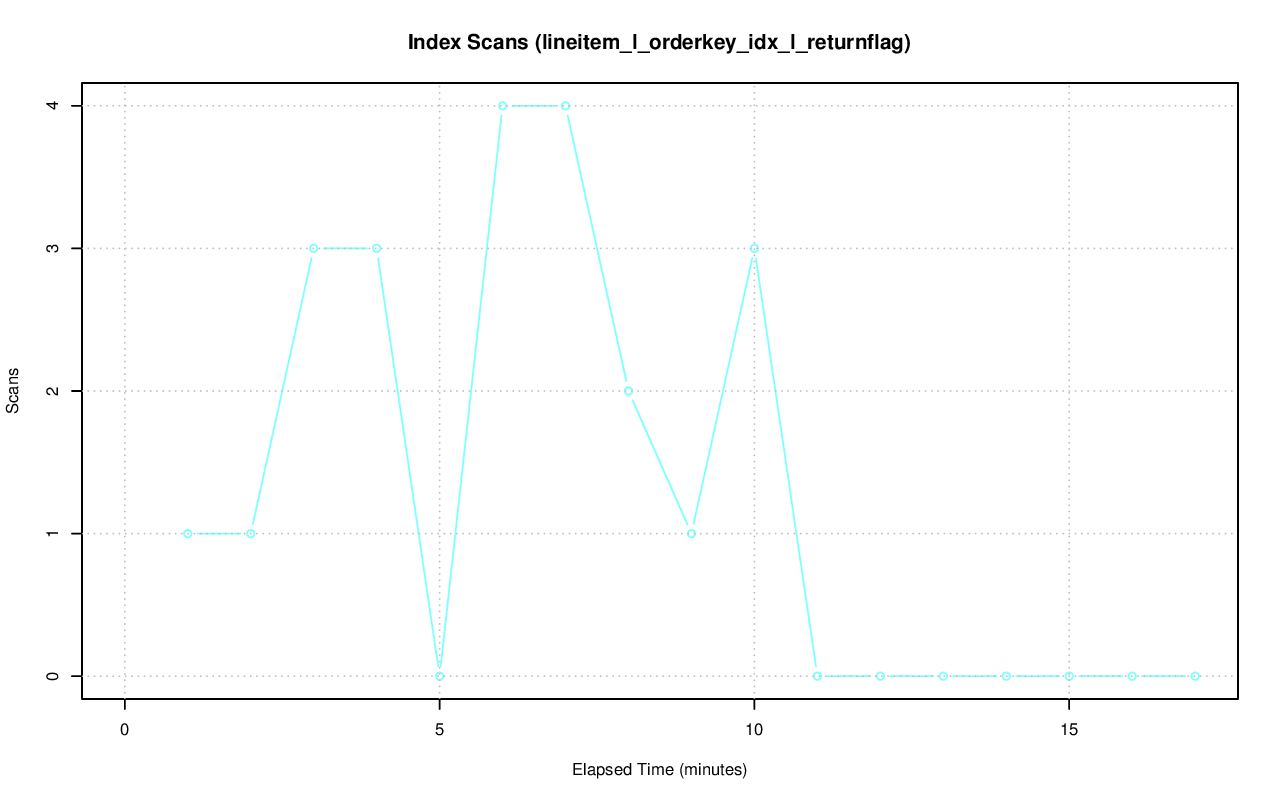 Index Scans (lineitem_l_orderkey_idx_l_returnflag)
4
3
2
1
0
Scans
0 5 10 15
Elapsed Time (minutes)